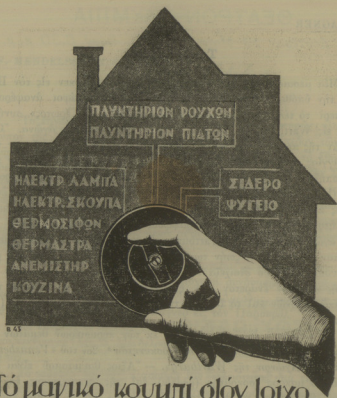 ΠΛΥΝΤΗΡΙΟΝ ΡΟΥΧΩΝ
ΠΛΥΝΤΗΡΙΟΝ ΠΙΑΤΩΝ
ΗΛΕΚΤΡ. ΛΑΜΠΑ
ΗΛΕΚΤΡ. ΣΚΟΥΠΑ
ΘΕΡΜΟΣΙΦΩΝ
ΘΕΡΜΑΣΤΡΑ
ΑΝΕΜΙΣΤΗΡ
ΚΟΥΖΙΝΑ
ΣΙΔΕΡΟ
ΨΥΓΕΙΟ
Τό μαγικό κουμπί στόν τοίχο